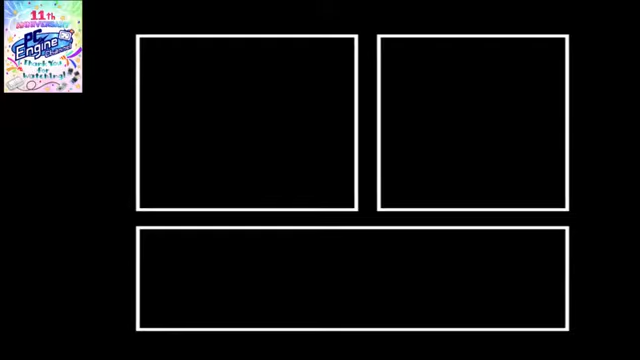 11th
ANNIVERSARY
PC
Engine
Thank You
for
watching!